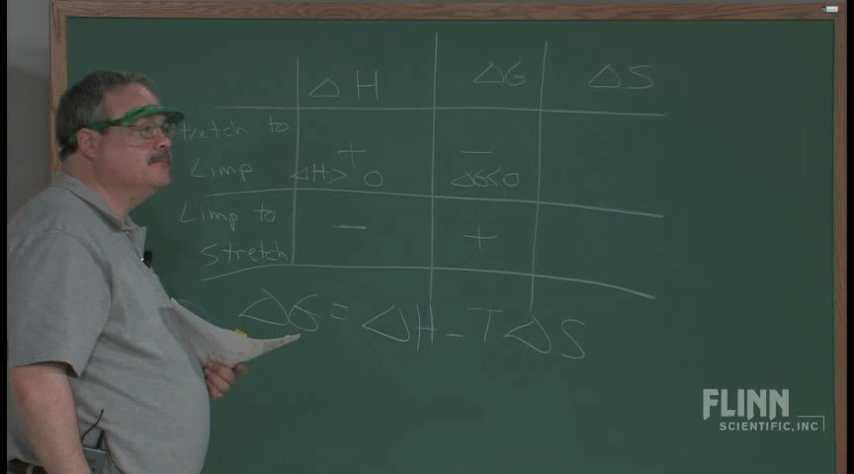 ΔH ΔG ΔS
Stretch to
Limp + −
ΔH > 0 ΔG<0
Limp to
Stretch − +
ΔG = ΔH - TΔS
FLINN
SCIENTIFIC, INC